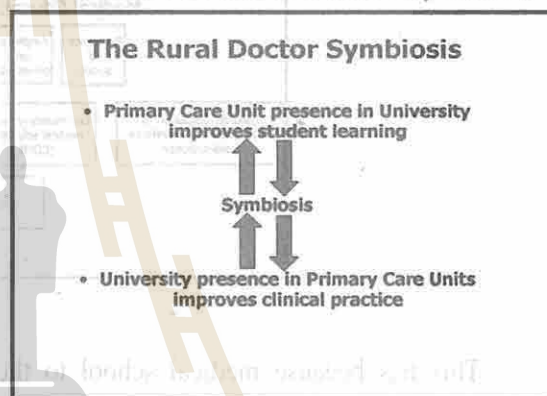 The Rural Doctor Symbiosis
• Primary Care Unit presence in University
improves student learning
Symbiosis
• University presence in Primary Care Units
improves clinical practice